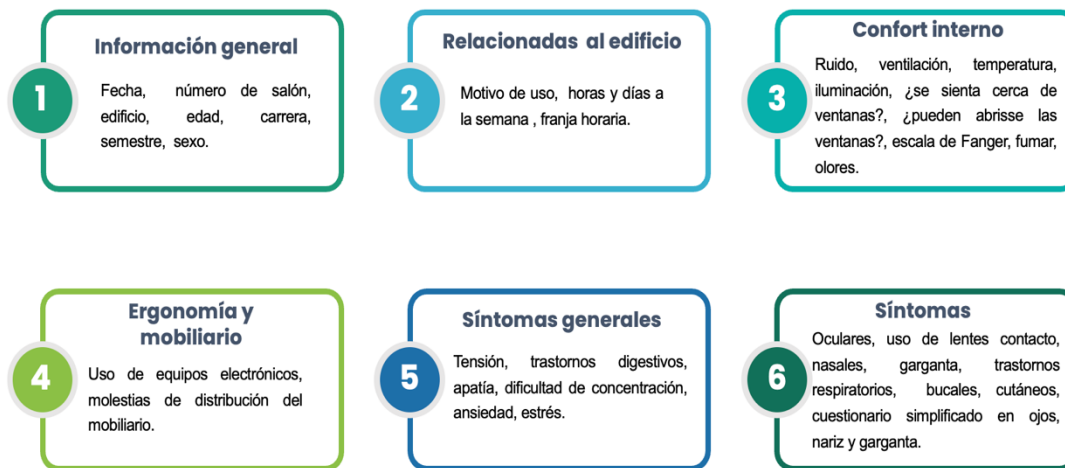 Información general
1
Fecha, número de salón,
edificio, edad, carrera,
semestre, sexo.
Relacionadas al edificio
2
Motivo de uso, horas y días a
la semana , franja horaria.
Confort interno
3
Ruido, ventilación, temperatura,
iluminación, ¿se sienta cerca de
ventanas?, ¿pueden abrisse las
ventanas?, escala de Fanger, fumar,
olores.
Ergonomía y
mobiliario
4
Uso de equipos electrónicos,
molestias de distribución del
mobiliario.
Síntomas generales
5
Tensión, trastornos digestivos,
apatía, dificultad de concentración,
ansiedad, estrés.
Síntomas
6
Oculares, uso de lentes contacto,
nasales, garganta, trastornos
respiratorios, bucales, cutáneos,
cuestionario simplificado en ojos,
nariz y garganta.